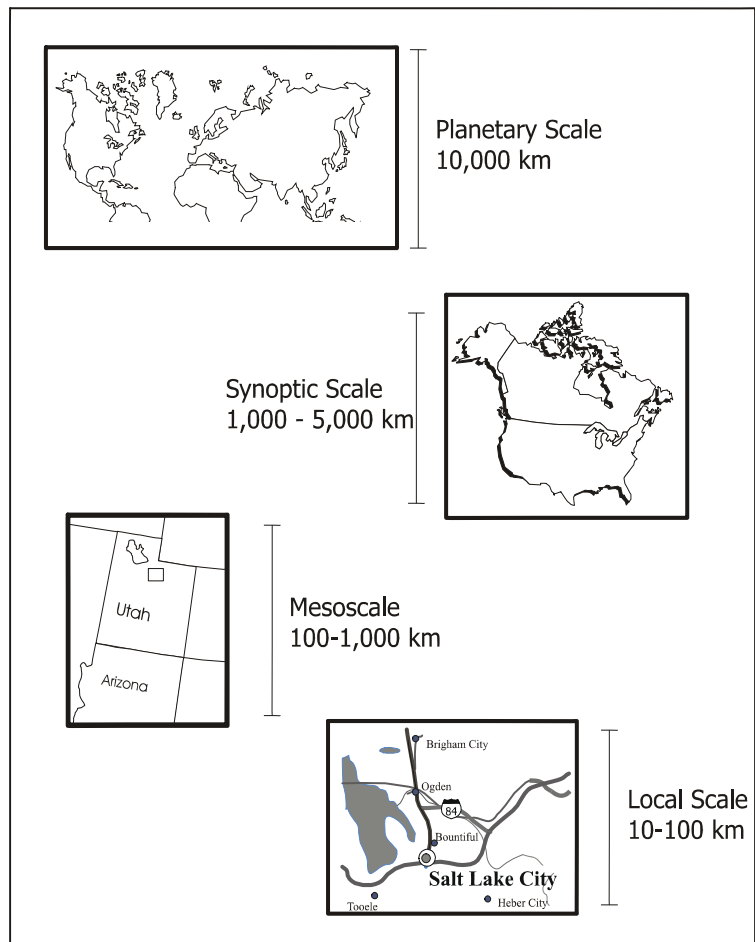 Planetary Scale
10,000 km
Synoptic Scale
1,000 - 5,000 km
Utah
Arizona
Mesoscale
100-1,000 km
Brigham City
Ogden
84
Bountiful
Salt Lake City
Tooele
Heber City
Local Scale
10-100 km